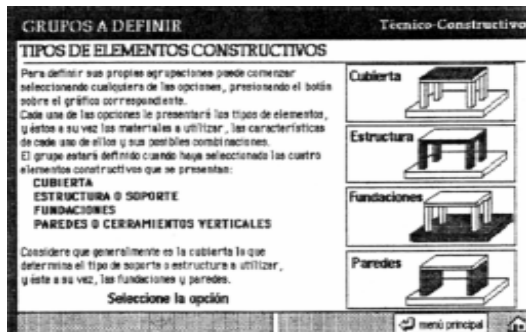 GRUPOS A DEFINIR
Técnico-Constructivo
TIPOS DE ELEMENTOS CONSTRUCTIVOS
Para definir sus propias agrupaciones puede comenzar
seleccionando cualquiera de las opciones, presionando el botón
sobre el gráfico correspondiente.
Cada una de las opciones le presentará los tipos de elementos,
y éstos a su vez los materiales a utilizar, las características
de cada uno de ellos y sus posibles combinaciones.
El grupo estará definido cuando haya seleccionado los cuatro
elementos constructivos que se presentan:
CUBIERTA
ESTRUCTURA O SOPORTE
FUNDACIONES
PAREDES O CERRAMIENTOS VERTICALES
Considere que generalmente es la cubierta la que
determina el tipo de soporte o estructura a utilizar,
y éste a su vez, las fundaciones y paredes.
Seleccione la opción
Cubierta
Estructura
Fundaciones
Paredes
menú principal